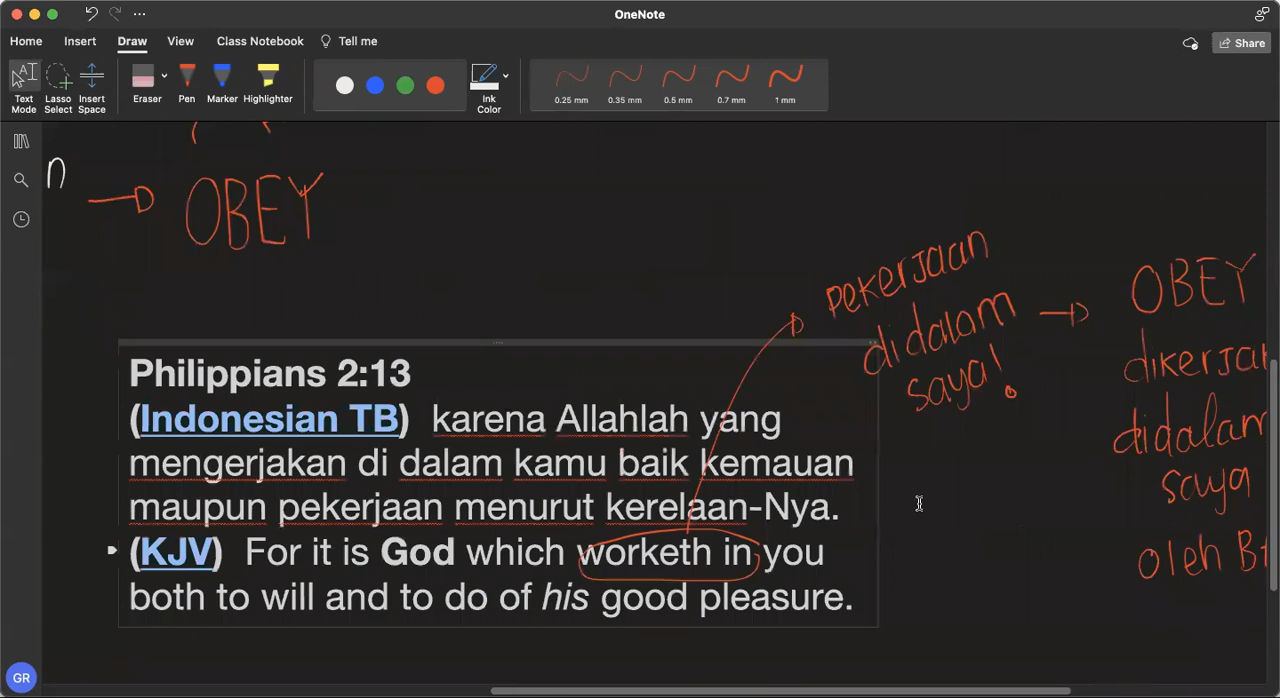 OneNote
Home Insert Draw View Class Notebook Tell me
Share
Text Mode
Lasso Select
Insert Space
Eraser
Pen
Marker
Highlighter
Ink Color
0.25 mm
0.35 mm
0.5 mm
0.7 mm
1 mm
n → OBEY
Philippians 2:13
(Indonesian TB) karena Allahlah yang
mengerjakan di dalam kamu baik kemauan
maupun pekerjaan menurut kerelaan-Nya.
(KJV) For it is God which worketh in you
both to will and to do of his good pleasure.
pekerjaan
didalam
saya!
→ OBEY
dikerja
didalam
saya
oleh
GR